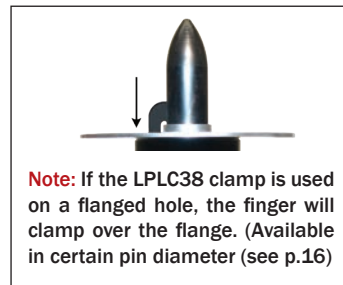 Note: If the LPLC38 clamp is used
on a flanged hole, the finger will
clamp over the flange. (Available
in certain pin diameter (see p.16)